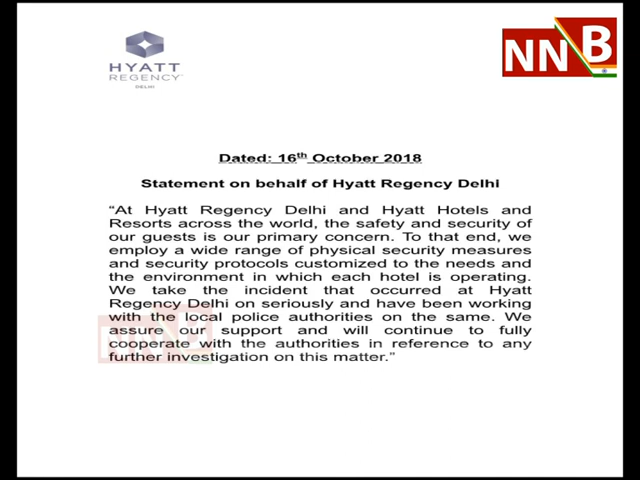 HYATT
REGENCY™
DELHI
NNB
Dated: 16th October 2018
Statement on behalf of Hyatt Regency Delhi
“At Hyatt Regency Delhi and Hyatt Hotels and
Resorts across the world, the safety and security of
our guests is our primary concern. To that end, we
employ a wide range of physical security measures
and security protocols customized to the needs and
the environment in which each hotel is operating.
We take the incident that occurred at Hyatt
Regency Delhi on seriously and have been working
with the local police authorities on the same. We
assure our support and will continue to fully
cooperate with the authorities in reference to any
further investigation on this matter.”
NNB